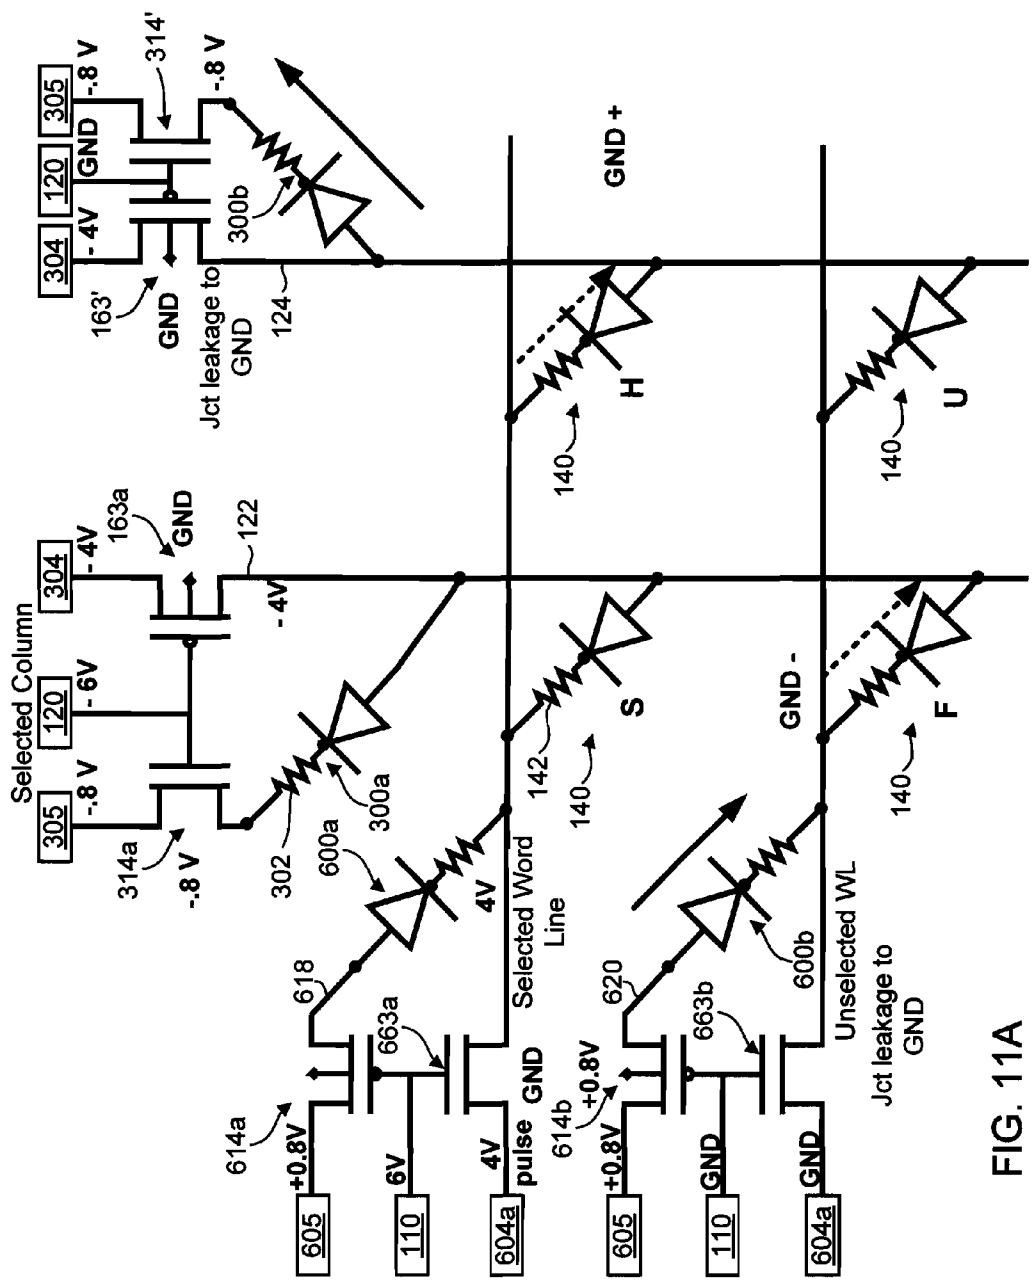 Selected Column
305
-.8 V
120
- 6V
304
- 4V
314a
-.8 V
163a
GND
- 4V
122
302
300a
304
- 4V
120
GND
305
-.8 V
163'
GND
314'
-.8 V
Jct leakage to
GND
300b
124
605
+0.8V
614a
618
600a
110
6V
663a
604a
4V
pulse
GND
4V
Selected Word
Line
142
140
S
140
H
GND +
605
+0.8V
614b
+0.8V
620
600b
110
GND
663b
604a
GND
Unselected WL
Jct leakage to
GND
GND -
140
F
140
U
FIG. 11A